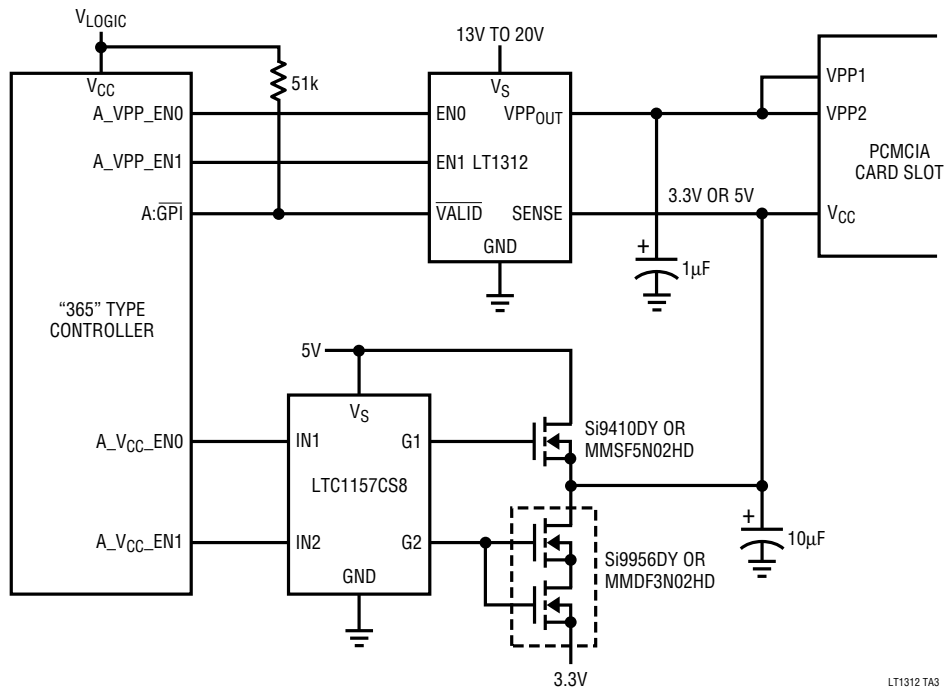 VLOGIC
VCC
51k
A_VPP_EN0
A_VPP_EN1
A:GPI
“365” TYPE
CONTROLLER
A_VCC_EN0
A_VCC_EN1
13V TO 20V
VS
EN0
VPPOUT
EN1 LT1312
VALID
SENSE
GND
VPP1
VPP2
PCMCIA
CARD SLOT
VCC
3.3V OR 5V
+
1µF
5V
VS
IN1
G1
LTC1157CS8
IN2
G2
GND
Si9410DY OR
MMSF5N02HD
Si9956DY OR
MMDF3N02HD
+
10µF
3.3V
LT1312 TA3